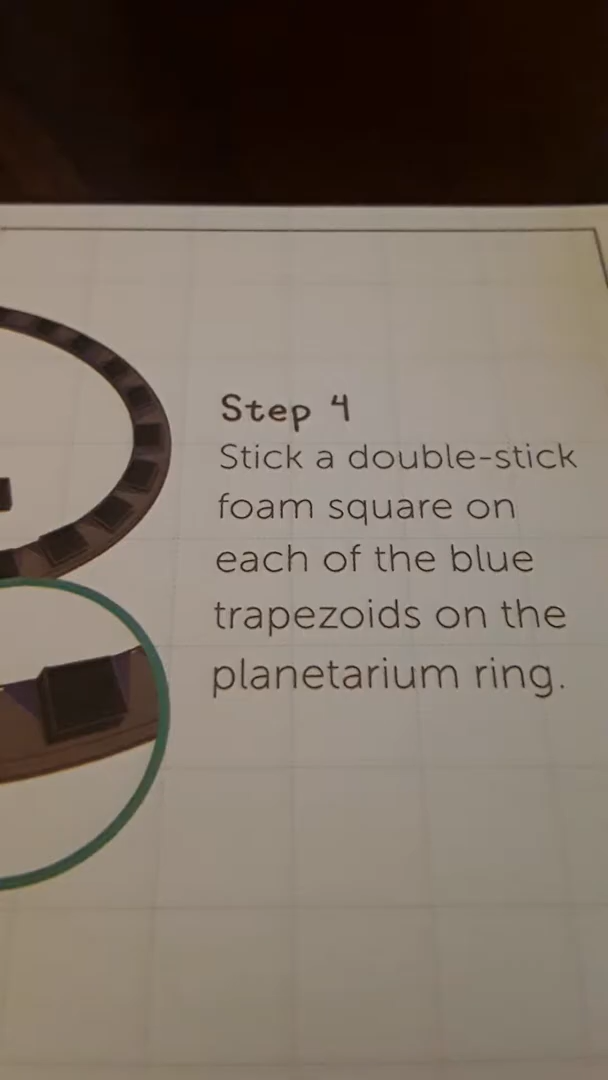 Step 4
Stick a double-stick
foam square on
each of the blue
trapezoids on the
planetarium ring.